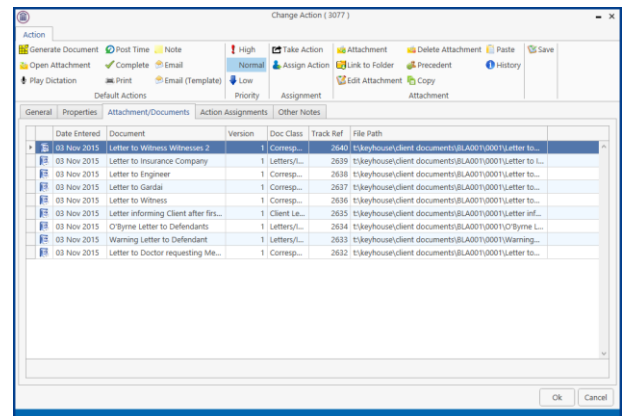 Change Action ( 3077 )
Action
Generate Document Post Time Note High Take Action Attachment Delete Attachment Paste Save
Open Attachment Complete Email Normal Assign Action Link to Folder Precedent History
Play Dictation Print Email (Template) Low Edit Attachment Copy
Default Actions Priority Assignment Attachment
General Properties Attachment/Documents Action Assignments Other Notes
Date Entered Document Version Doc Class Track Ref File Path
03 Nov 2015 Letter to Witness Witnesses 2 1 Corresp... 2640 t:\keyhouse\client documents\BLA001\0001\Letter to...
03 Nov 2015 Letter to Insurance Company 1 Letters/I... 2639 t:\keyhouse\client documents\BLA001\0001\Letter to I...
03 Nov 2015 Letter to Engineer 1 Corresp... 2638 t:\keyhouse\client documents\BLA001\0001\Letter to...
03 Nov 2015 Letter to Gardai 1 Corresp... 2637 t:\keyhouse\client documents\BLA001\0001\Letter to...
03 Nov 2015 Letter to Witness 1 Corresp... 2636 t:\keyhouse\client documents\BLA001\0001\Letter to...
03 Nov 2015 Letter informing Client after firs... 1 Client Le... 2635 t:\keyhouse\client documents\BLA001\0001\Letter inf...
03 Nov 2015 O'Byrne Letter to Defendants 1 Letters/I... 2634 t:\keyhouse\client documents\BLA001\0001\O'Byrne L...
03 Nov 2015 Warning Letter to Defendant 1 Letters/I... 2633 t:\keyhouse\client documents\BLA001\0001\Warning...
03 Nov 2015 Letter to Doctor requesting Me... 1 Corresp... 2632 t:\keyhouse\client documents\BLA001\0001\Letter to...
Ok Cancel